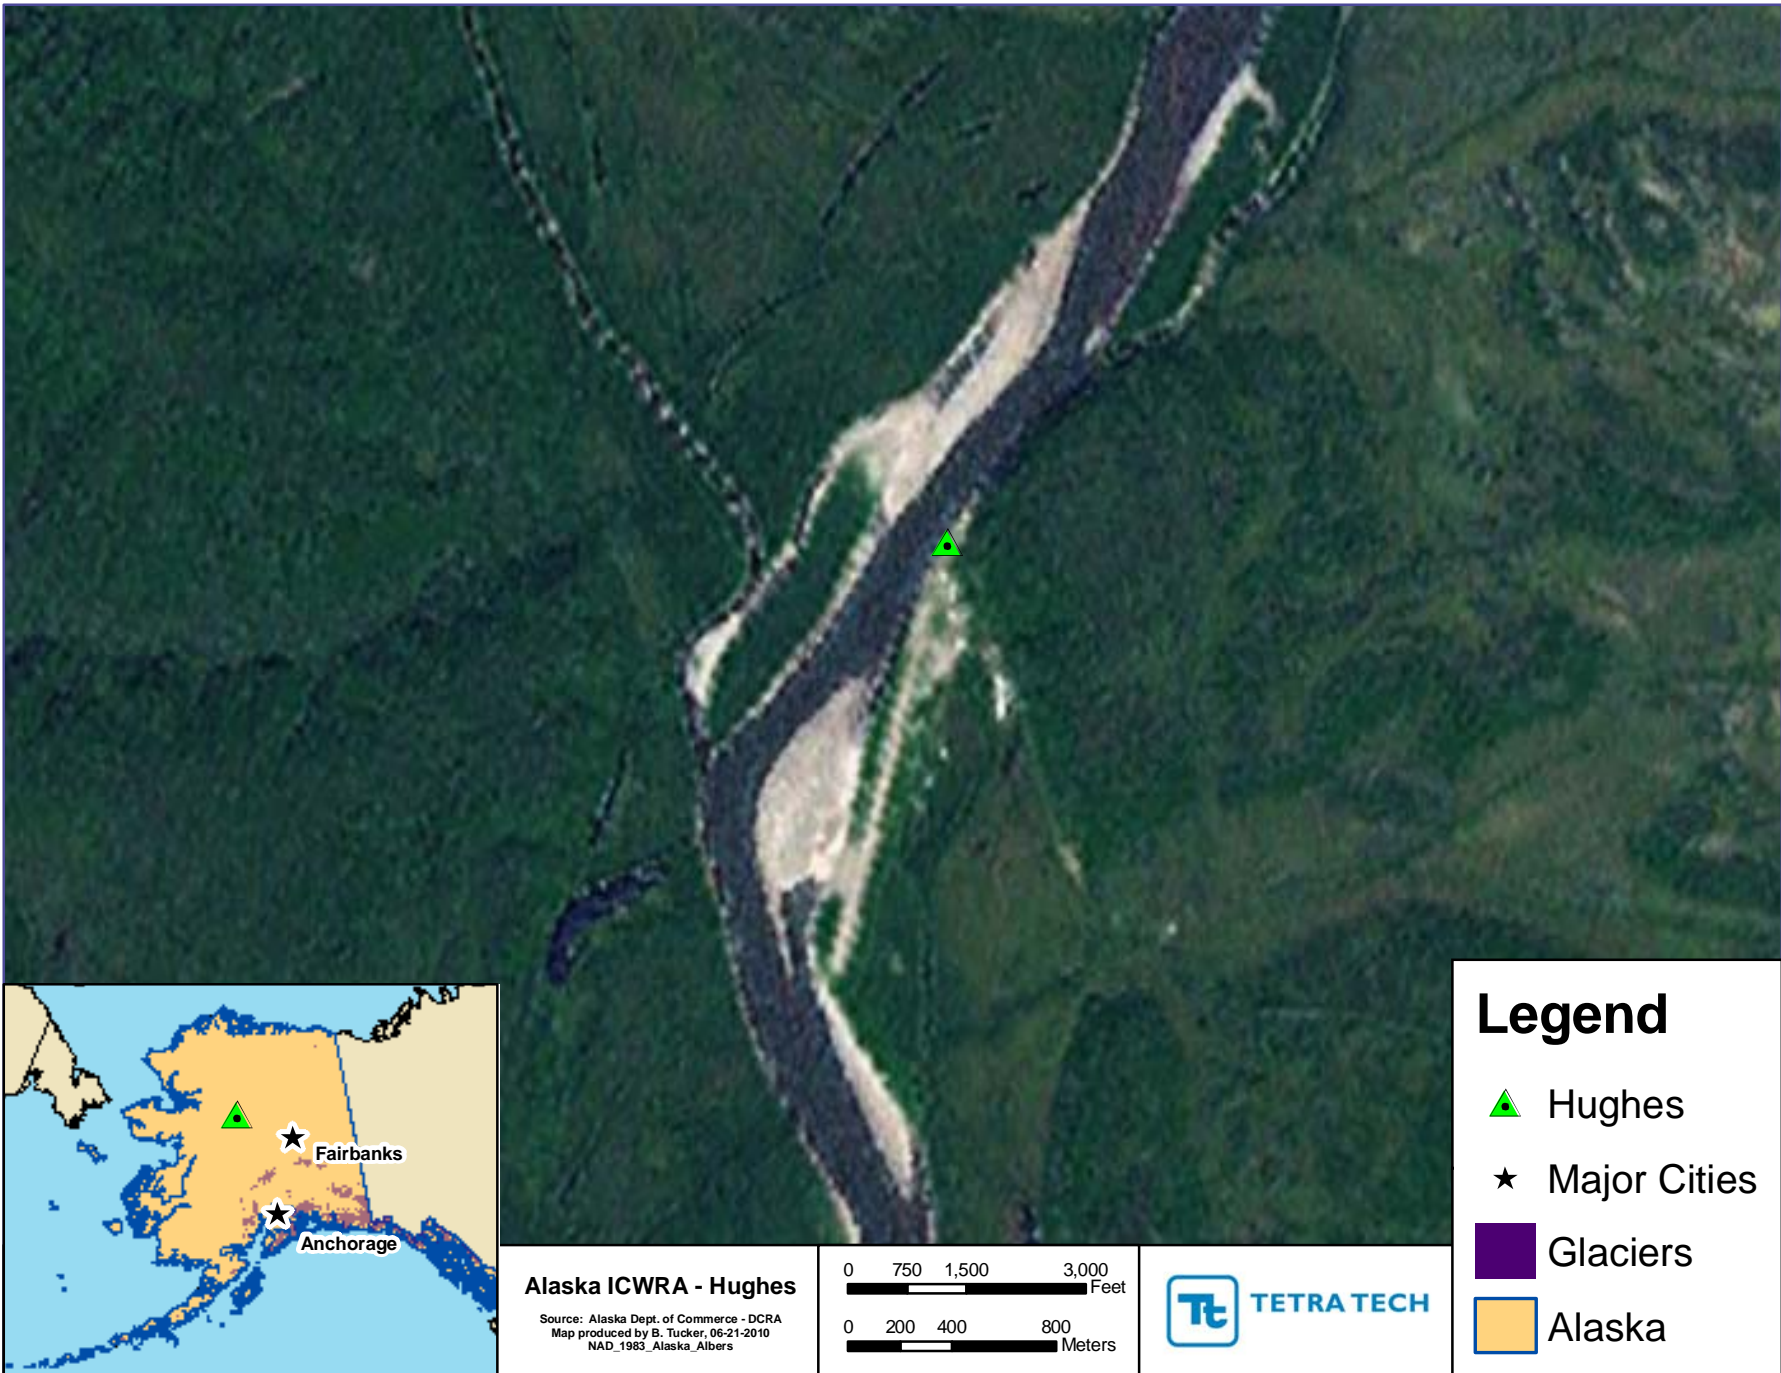 Fairbanks
Anchorage
Alaska ICWRA - Hughes
Source: Alaska Dept. of Commerce - DCRA
Map produced by B. Tucker, 06-21-2010
NAD_1983_Alaska_Albers
0 750 1,500 3,000
Feet
0 200 400 800
Meters
Tt TETRA TECH
Legend
Hughes
Major Cities
Glaciers
Alaska